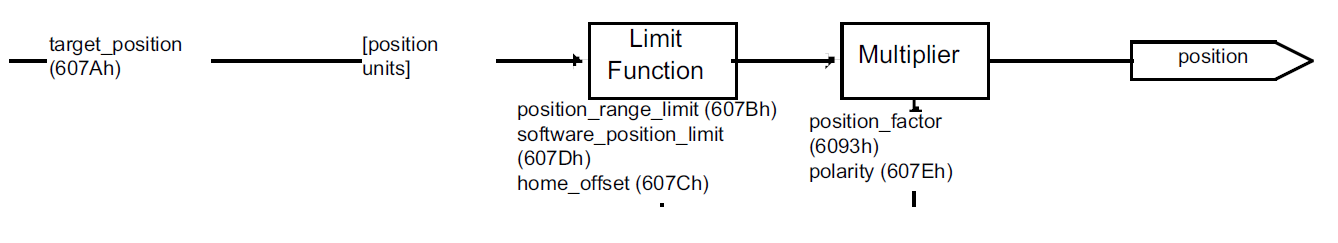 target_position
(607Ah)
[position
units]
Limit
Function
position_range_limit (607Bh)
software_position_limit
(607Dh)
home_offset (607Ch)
Multiplier
position_factor
(6093h)
polarity (607Eh)
position